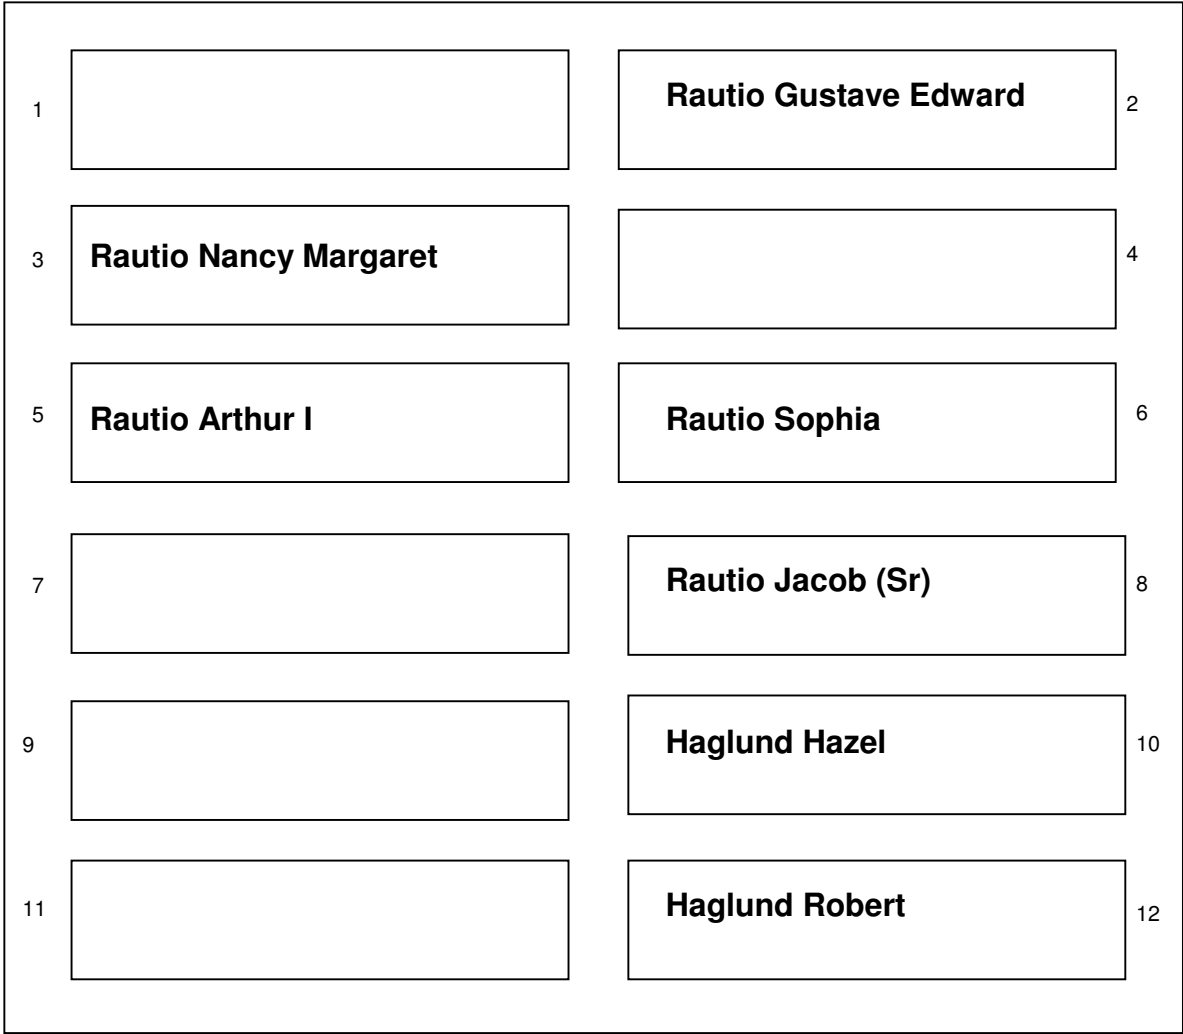 1
Rautio Gustave Edward 2
3 Rautio Nancy Margaret
4
5 Rautio Arthur I
Rautio Sophia 6
7
Rautio Jacob (Sr) 8
9
Haglund Hazel 10
11
Haglund Robert 12